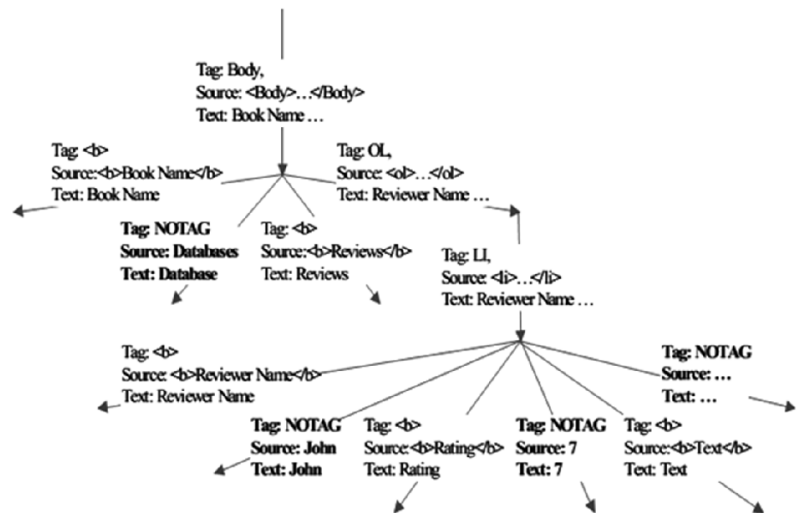 Tag: Body,
Source: <Body>…</Body>
Text: Book Name …
Tag: <b>
Source:<b>Book Name</b>
Text: Book Name
Tag: OL,
Source: <ol>…</ol>
Text: Reviewer Name …
Tag: NOTAG
Source: Databases
Text: Database
Tag: <b>
Source:<b>Reviews</b>
Text: Reviews
Tag: LI,
Source: <li>…</li>
Text: Reviewer Name …
Tag: <b>
Source: <b>Reviewer Name</b>
Text: Reviewer Name
Tag: NOTAG
Source: John
Text: John
Tag: <b>
Source:<b>Rating</b>
Text: Rating
Tag: NOTAG
Source: 7
Text: 7
Tag: <b>
Source:<b>Text</b>
Text: Text
Tag: NOTAG
Source: …
Text: …